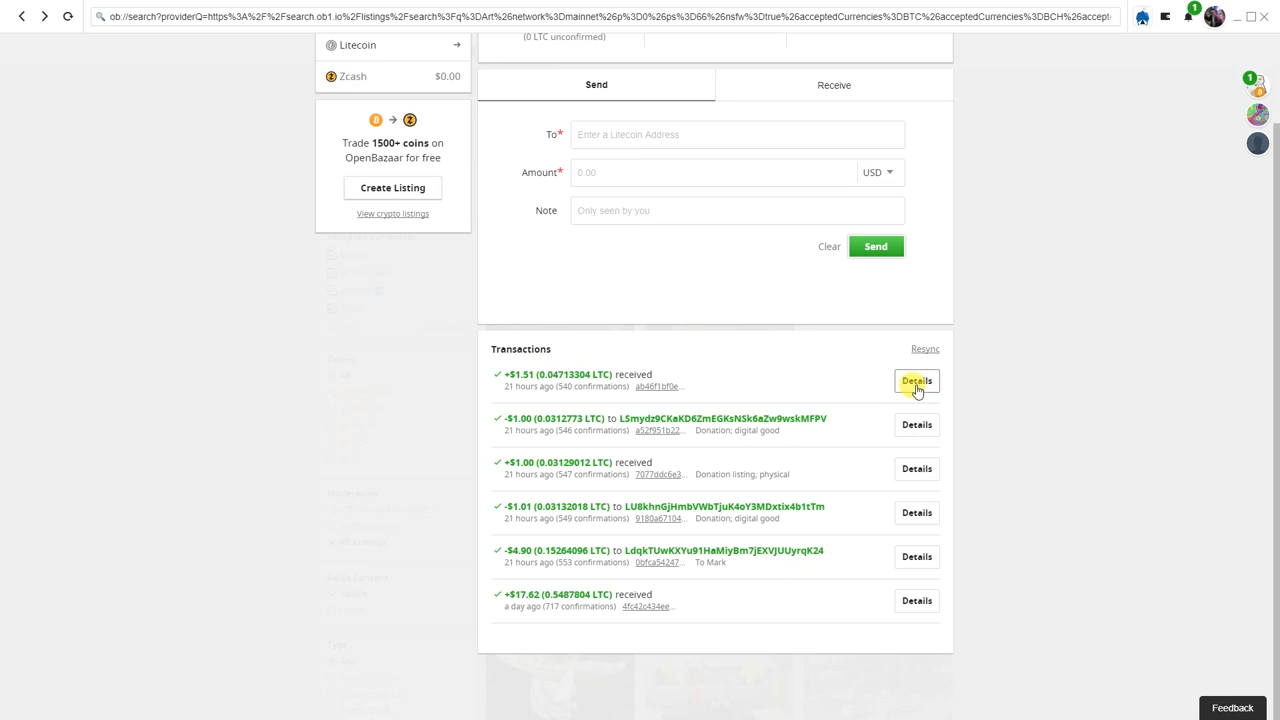 ob://search?providerQ=https%3A%2F%2Fsearch.ob1.io%2Flistings%2Fsearch%3Fq%3DArt%26network%3Dmainnet%26p%3D0%26ps%3D66%26nsfw%3Dtrue%26acceptedCurrencies%3DBTC%26acceptedCurrencies%3DBCH%26accept
1
Litecoin
(0 LTC unconfirmed)
Zcash $0.00
Send Receive
1
Trade 1500+ coins on
OpenBazaar for free
Create Listing
View crypto listings
To* Enter a Litecoin Address
Amount* 0.00 USD
Note Only seen by you
Clear Send
Transactions Resync
+$1.51 (0.04713304 LTC) received
21 hours ago (540 confirmations) ab46f1bf0e... Details
-$1.00 (0.0312773 LTC) to LSmydz9CKaKD6ZmEGKsNSk6aZw9wskMFPV
21 hours ago (546 confirmations) a52f951b22... Donation; digital good Details
+$1.00 (0.03129012 LTC) received
21 hours ago (547 confirmations) 7077ddc6e3... Donation listing; physical Details
-$1.01 (0.03132018 LTC) to LU8khnGjHmbVWbTjuK4oY3MDxtix4b1tTm
21 hours ago (549 confirmations) 9180a67104... Donation; digital good Details
-$4.90 (0.15264096 LTC) to LdqkTUwKXYu91HaMiyBm7jEXVJUUyrqK24
21 hours ago (553 confirmations) 0bfca54247... To Mark Details
+$17.62 (0.5487804 LTC) received
a day ago (717 confirmations) 4fc42c434ee... Details
Feedback